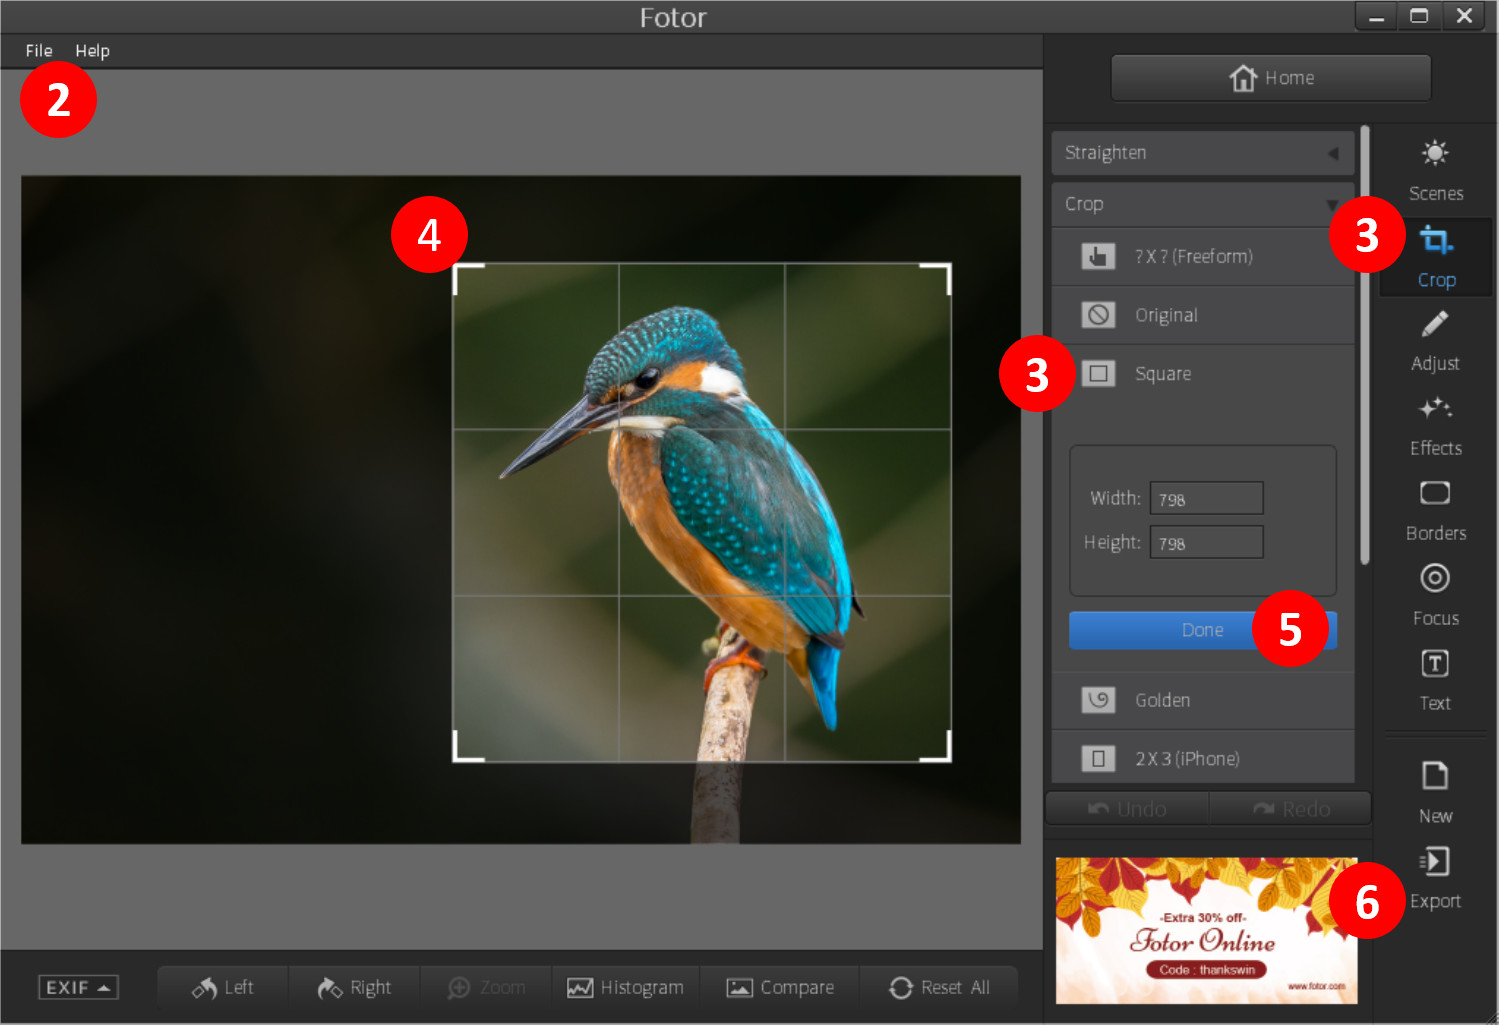 Fotor
File Help
2
Home
Straighten
Scenes
Crop
3
4
? X ? (Freeform)
Crop
Original
3
Square
Adjust
Effects
Width: 798
Borders
Height: 798
Focus
Done
5
Text
Golden
2 X 3 (iPhone)
Undo Redo
New
6
Export
-Extra 30% off-
Fotor Online
Code : thankswin
www.fotor.com
EXIF
Left Right Zoom Histogram Compare Reset All